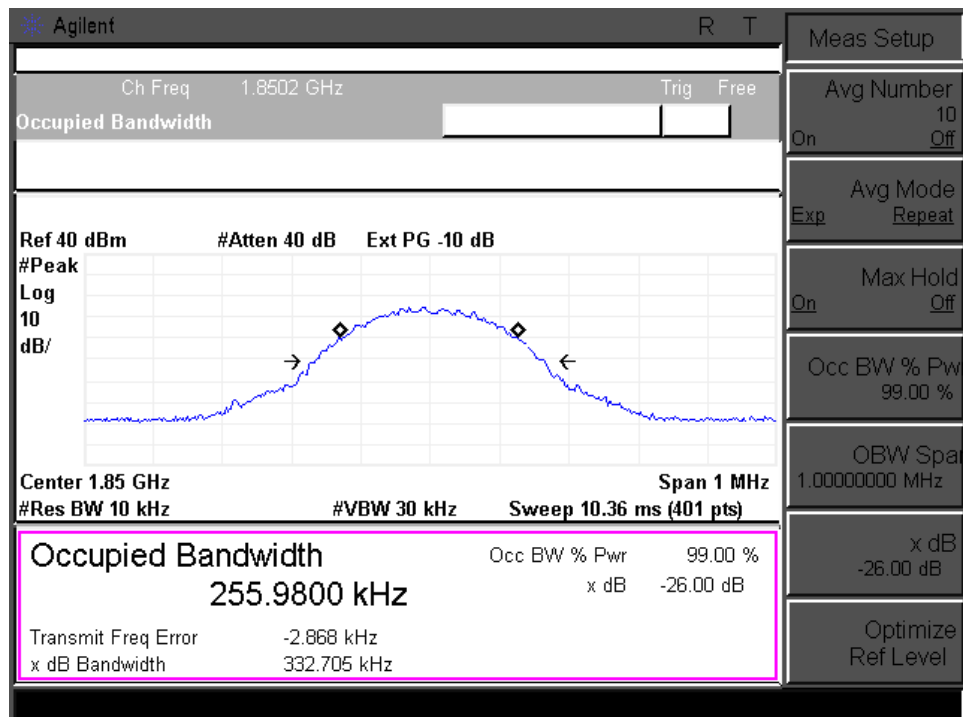 Agilent R T
Ch Freq 1.8502 GHz Trig Free
Occupied Bandwidth
Ref 40 dBm #Atten 40 dB Ext PG -10 dB
#Peak
Log
10
dB/
Center 1.85 GHz Span 1 MHz
#Res BW 10 kHz #VBW 30 kHz Sweep 10.36 ms (401 pts)
Occupied Bandwidth Occ BW % Pwr 99.00 %
255.9800 kHz x dB -26.00 dB
Transmit Freq Error -2.868 kHz
x dB Bandwidth 332.705 kHz
Meas Setup
Avg Number
10
On Off
Avg Mode
Exp Repeat
Max Hold
On Off
Occ BW % Pw
99.00 %
OBW Spa
1.00000000 MHz
x dB
-26.00 dB
Optimize
Ref Level